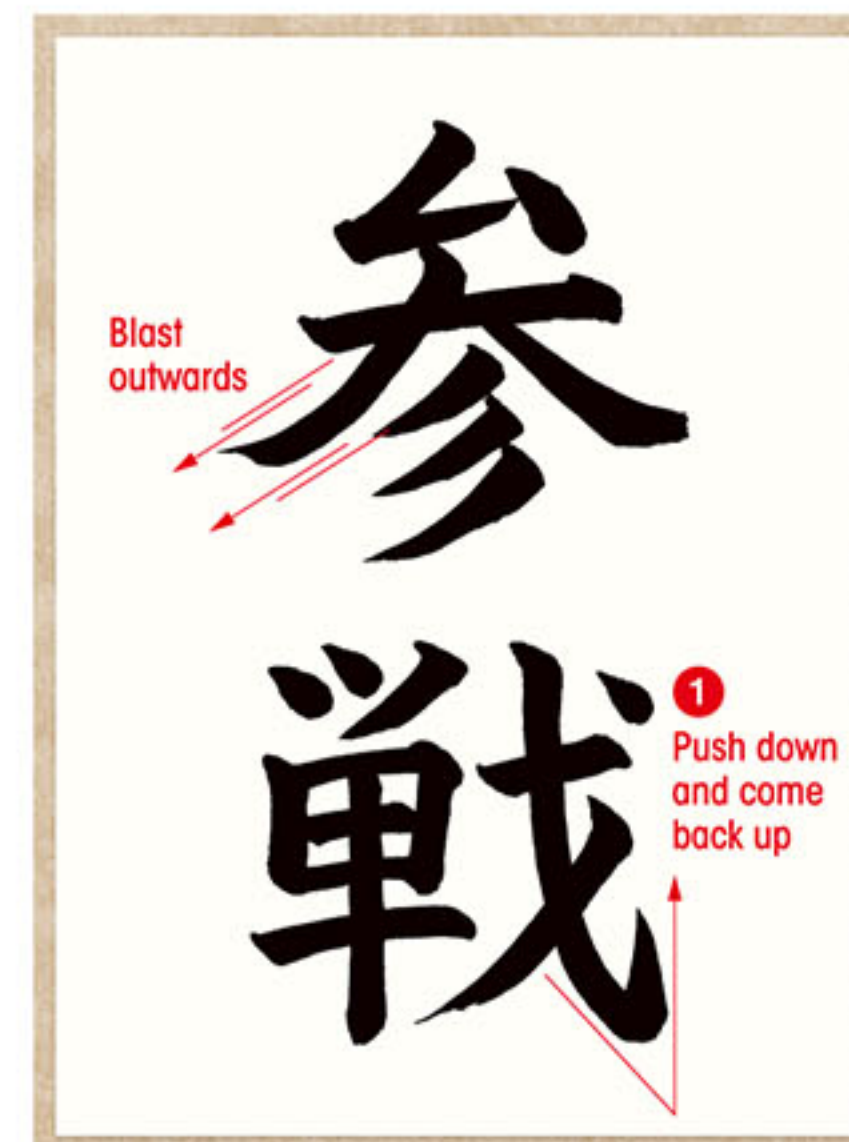 参
戦
Blast
outwards
1
Push down
and come
back up